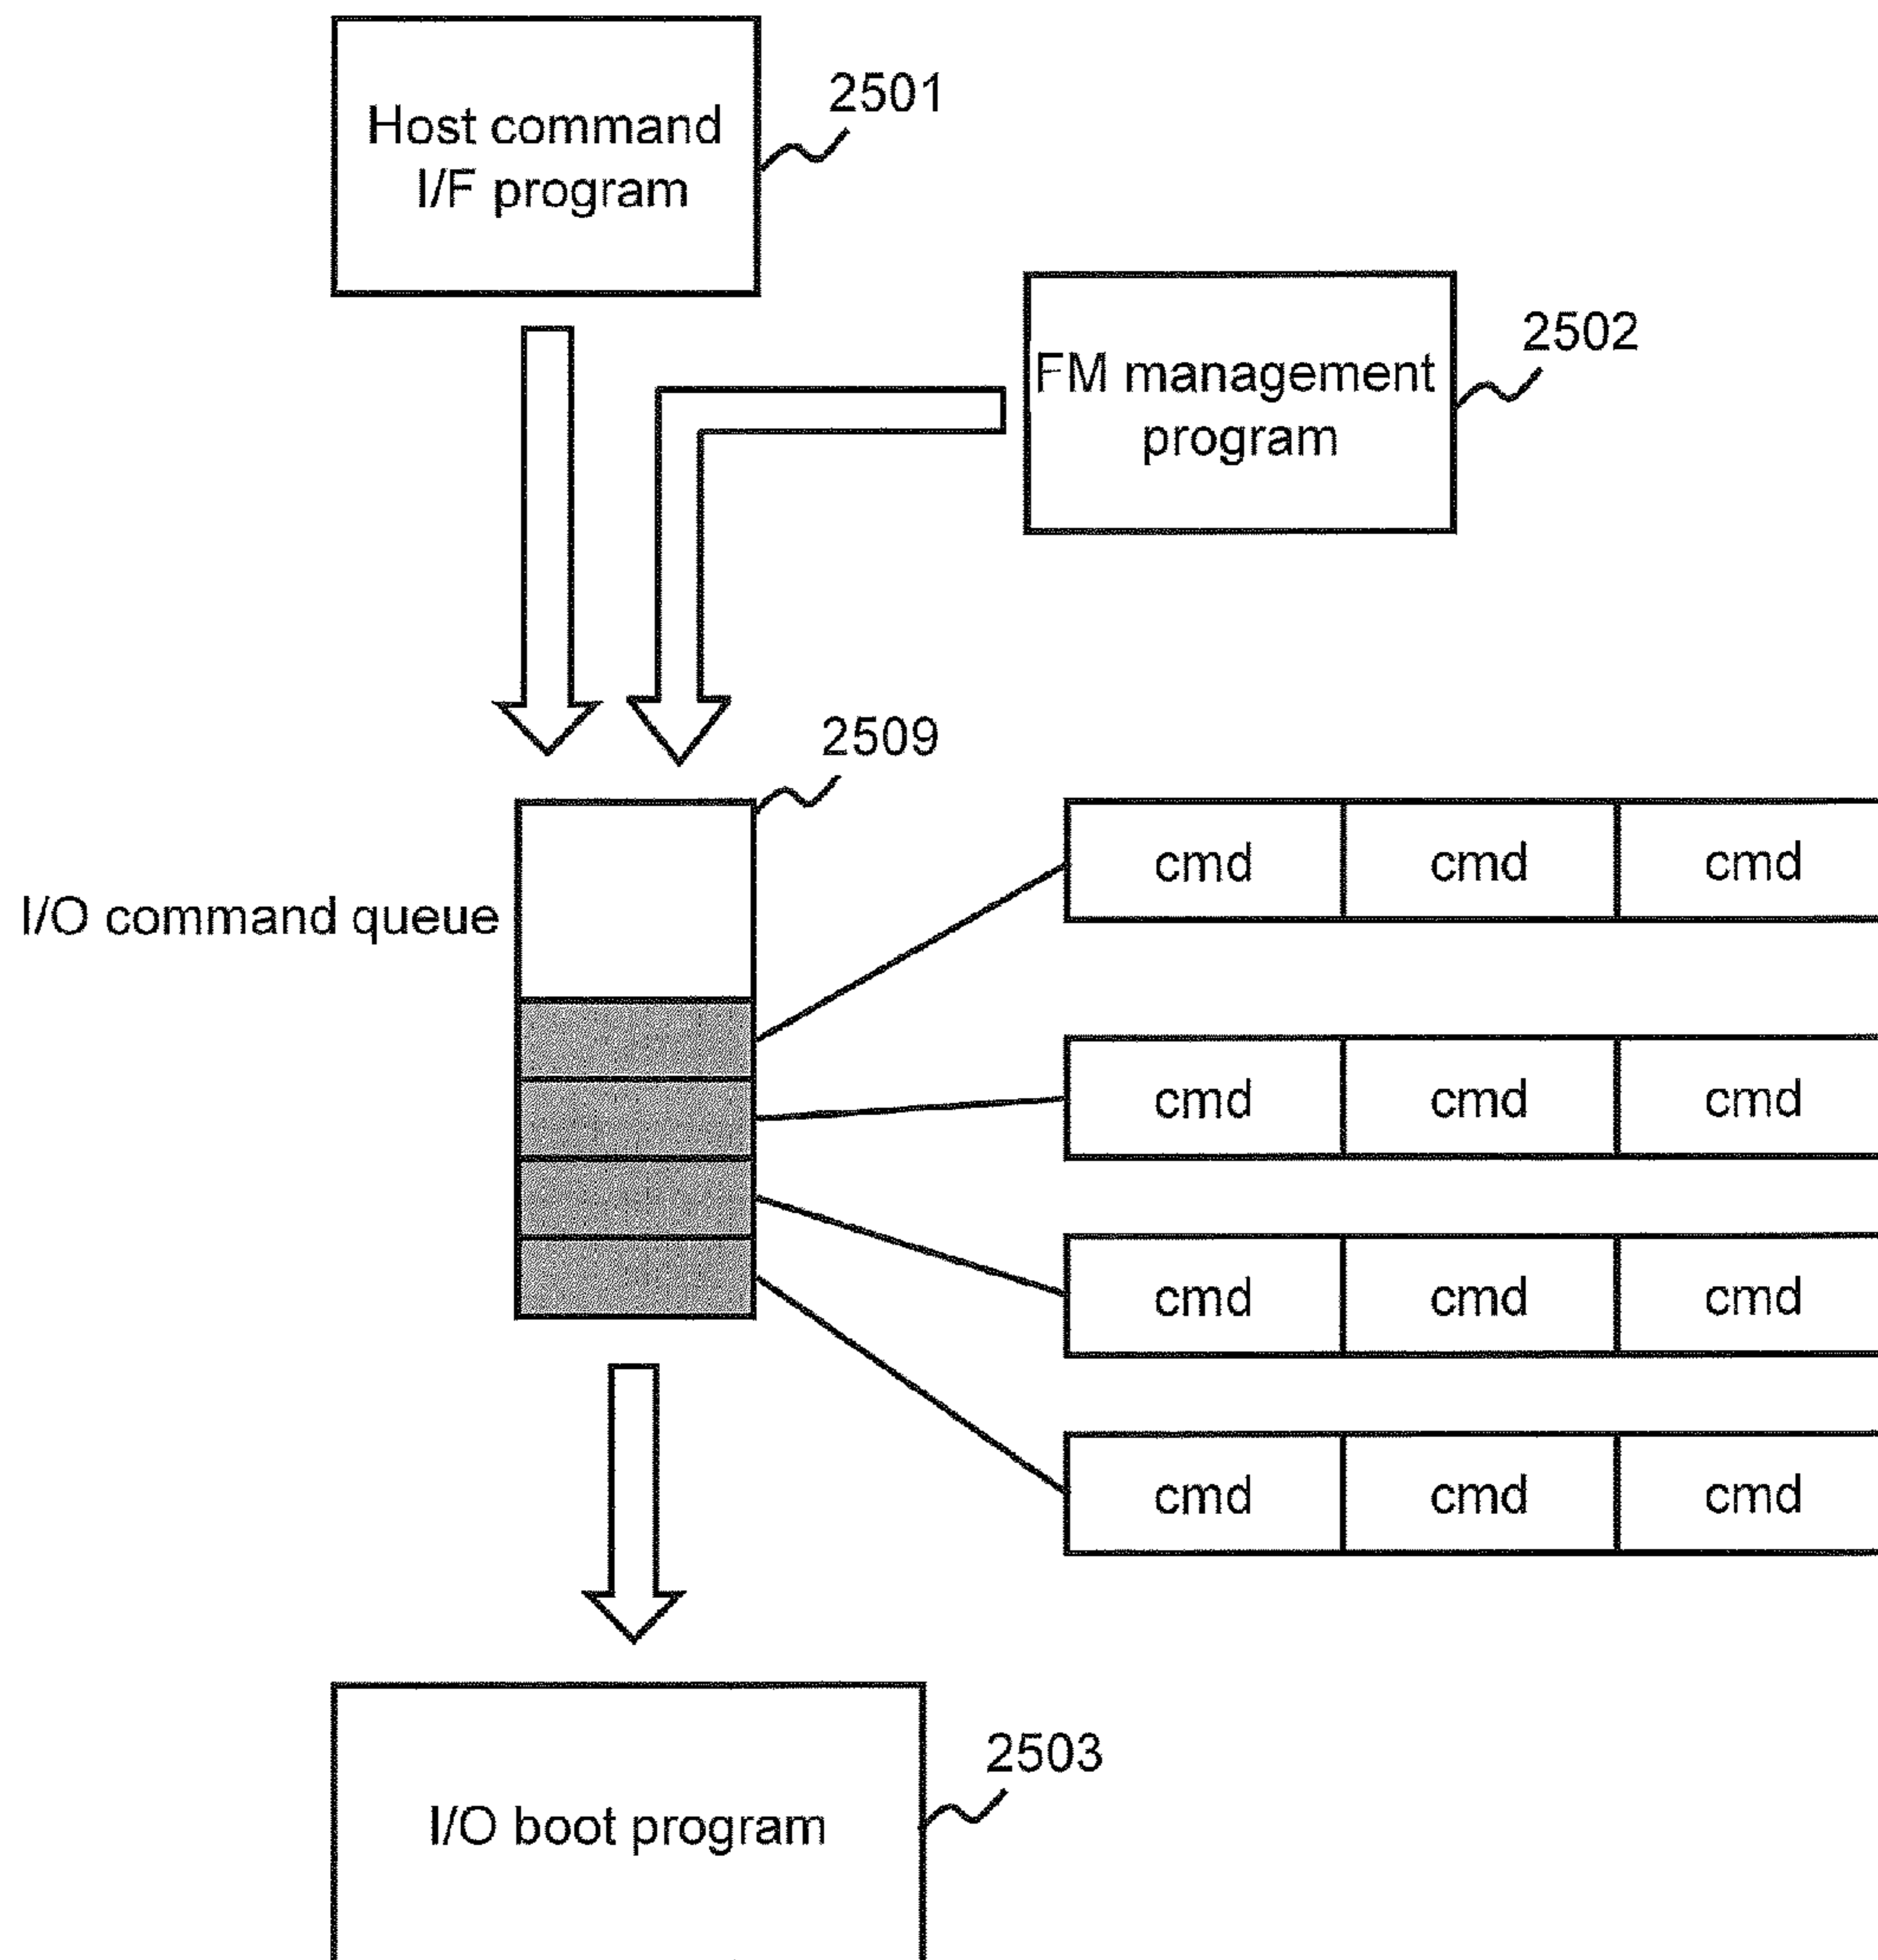 Host command
I/F program
2501
FM management
program
2502
2509
I/O command queue
cmd cmd cmd
cmd cmd cmd
cmd cmd cmd
cmd cmd cmd
I/O boot program
2503